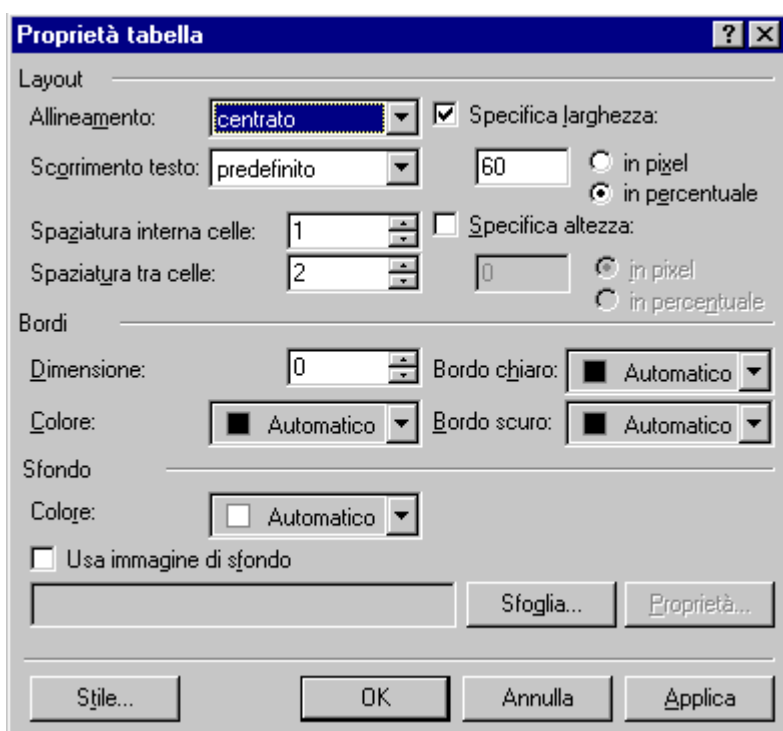 Proprietà tabella
Layout
Allineamento: centrato Specifica larghezza:
Scorrimento testo: predefinito 60 in pixel
in percentuale
Spaziatura interna celle: 1 Specifica altezza:
Spaziatura tra celle: 2 0 in pixel
in percentuale
Bordi
Dimensione: 0 Bordo chiaro: Automatico
Colore: Automatico Bordo scuro: Automatico
Sfondo
Colore: Automatico
Usa immagine di sfondo
Sfoglia... Proprietà...
Stile... OK Annulla Applica